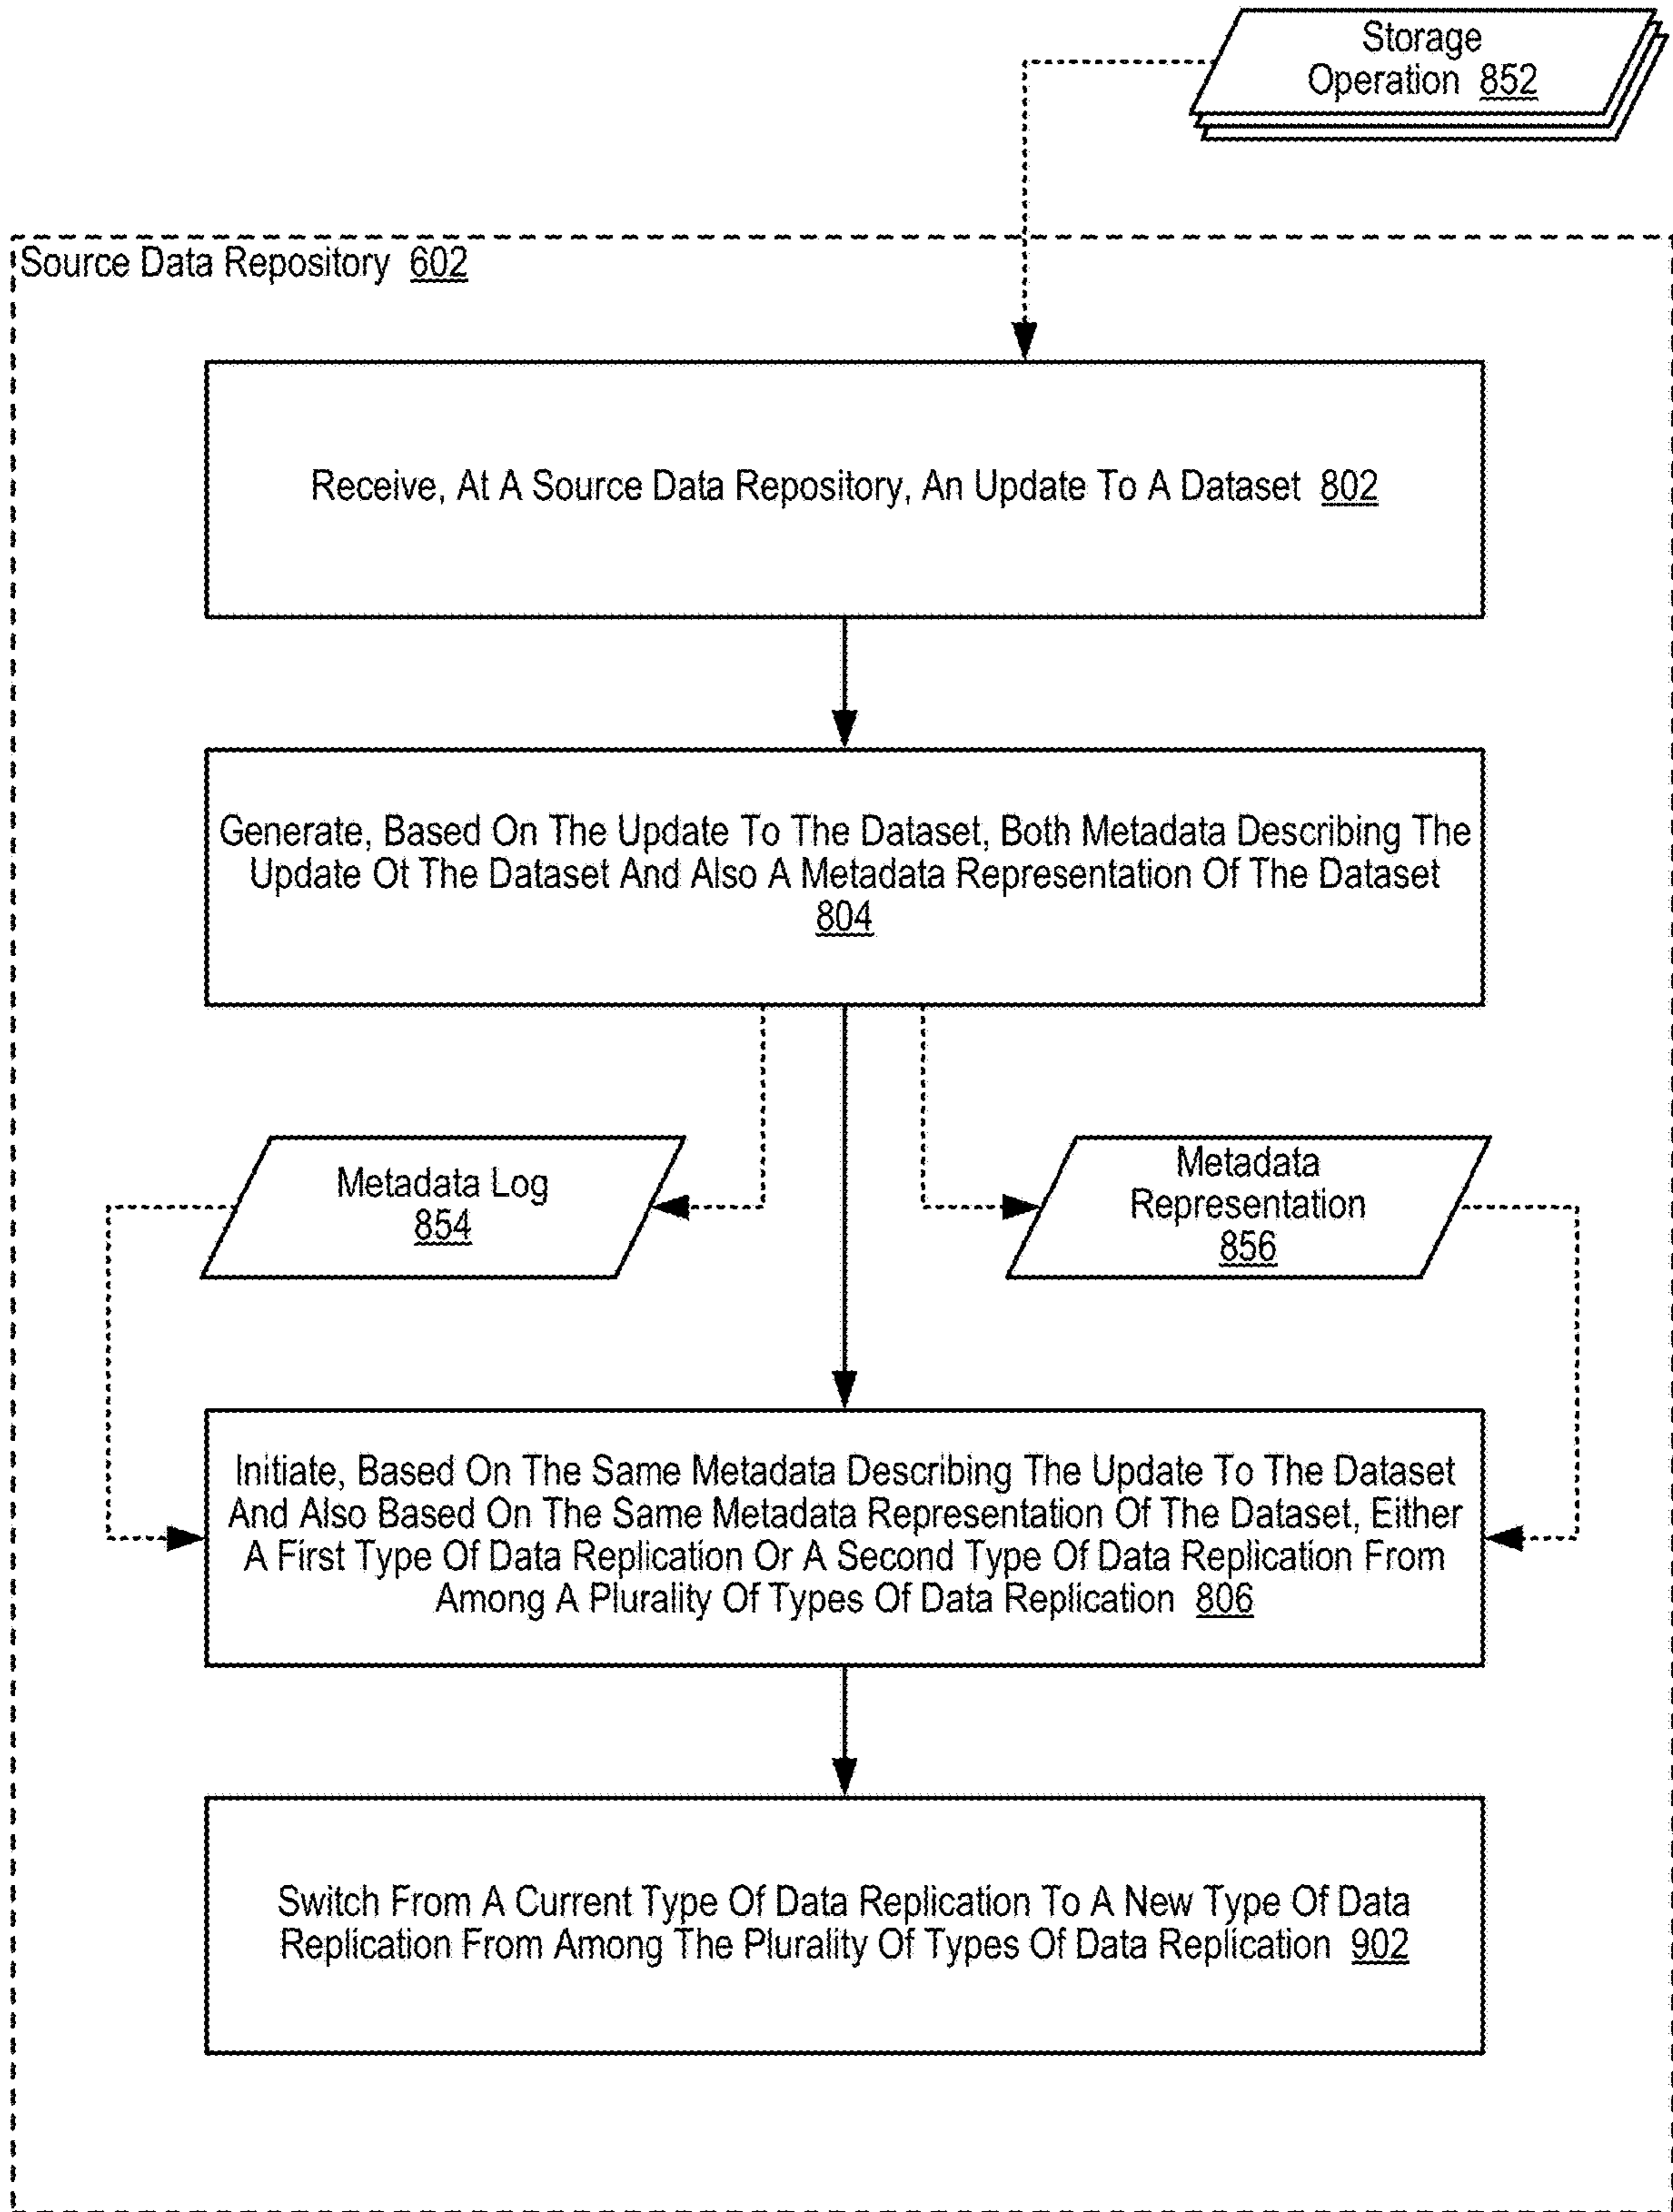 Storage
Operation 852
Source Data Repository 602
Receive, At A Source Data Repository, An Update To A Dataset 802
Generate, Based On The Update To The Dataset, Both Metadata Describing The
Update Ot The Dataset And Also A Metadata Representation Of The Dataset
804
Metadata Log
854
Metadata
Representation
856
Initiate, Based On The Same Metadata Describing The Update To The Dataset
And Also Based On The Same Metadata Representation Of The Dataset, Either
A First Type Of Data Replication Or A Second Type Of Data Replication From
Among A Plurality Of Types Of Data Replication 806
Switch From A Current Type Of Data Replication To A New Type Of Data
Replication From Among The Plurality Of Types Of Data Replication 902